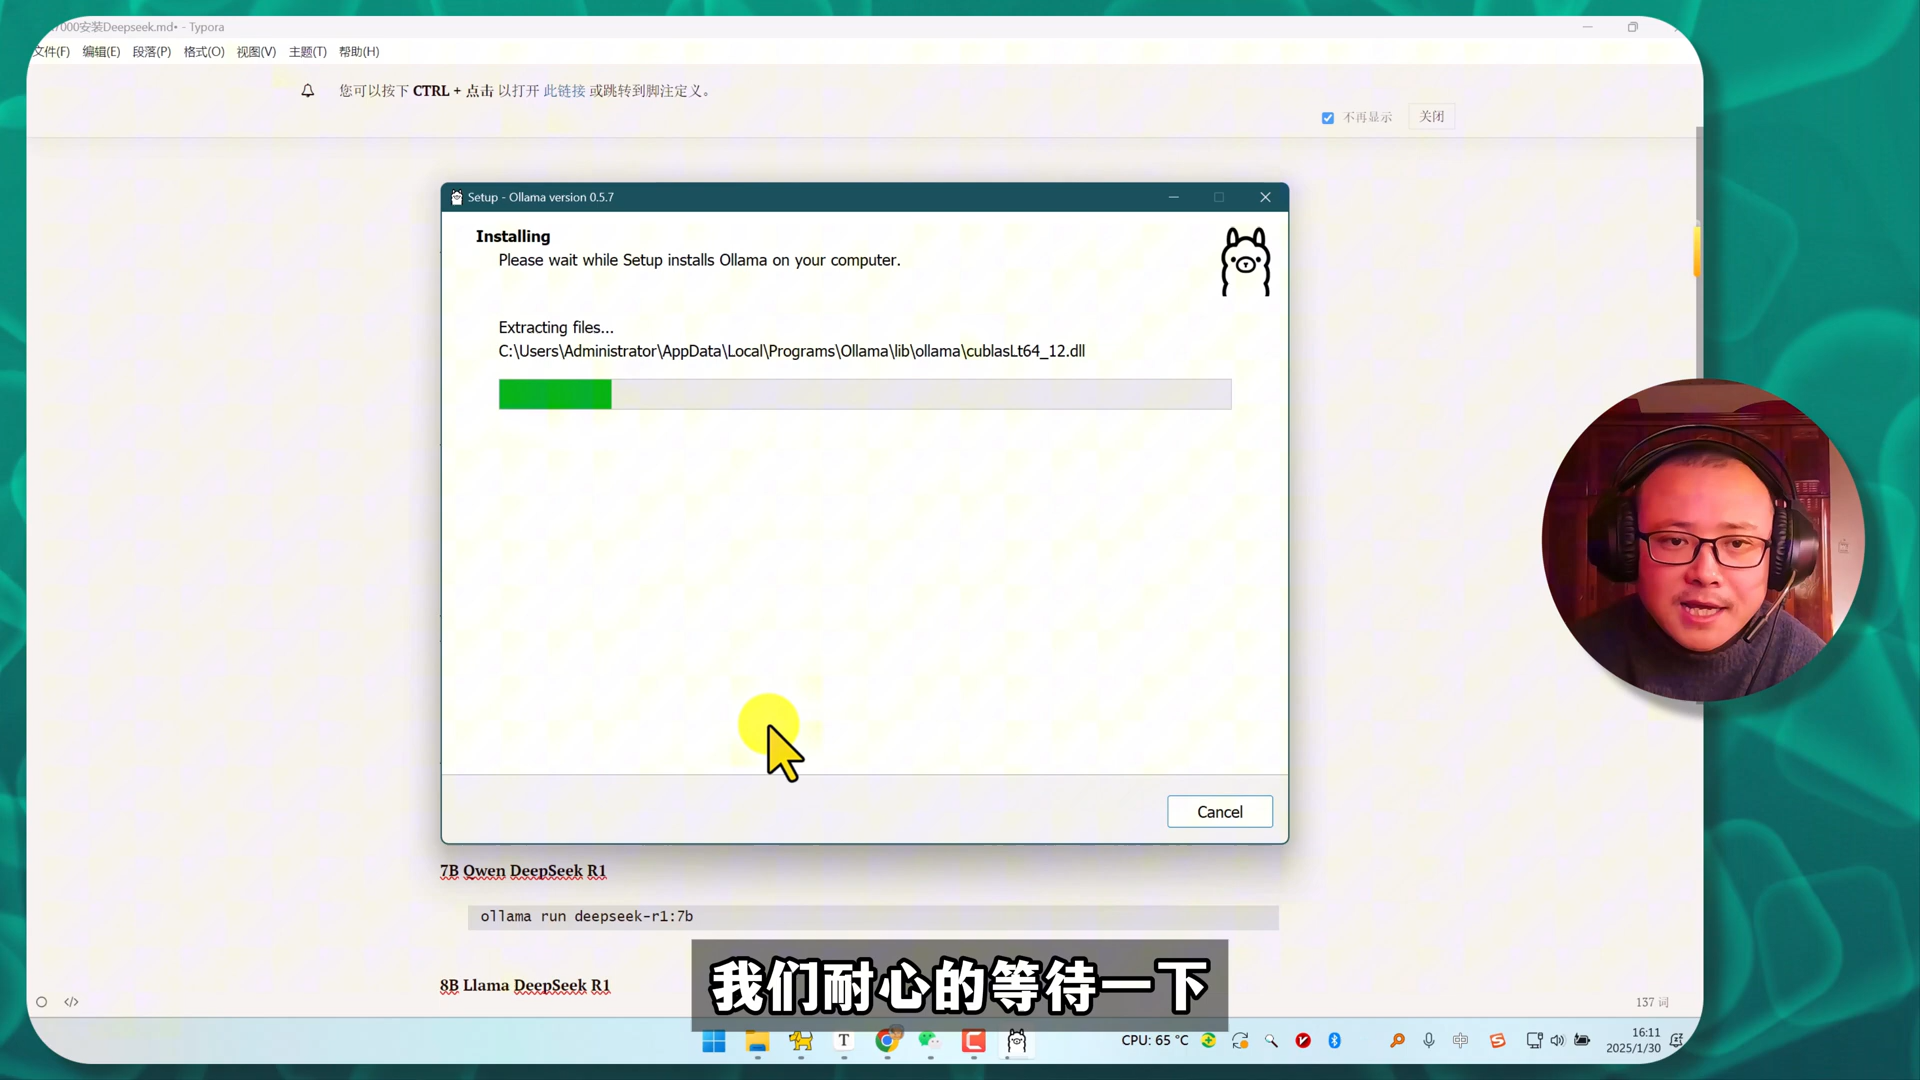 7000安装Deepseek.md• - Typora
文件(F) 编辑(E) 段落(P) 格式(O) 视图(V) 主题(T) 帮助(H)
您可以按下 CTRL + 点击 以打开 此链接 或跳转到脚注定义。
不再显示 关闭
Setup - Ollama version 0.5.7
Installing
Please wait while Setup installs Ollama on your computer.
Extracting files...
C:\Users\Administrator\AppData\Local\Programs\Ollama\lib\ollama\cublasLt64_12.dll
Cancel
7B Qwen DeepSeek R1
ollama run deepseek-r1:7b
8B Llama DeepSeek R1
我们耐心的等待一下
</> 137 词
CPU: 65 °C 中 16:11
2025/1/30